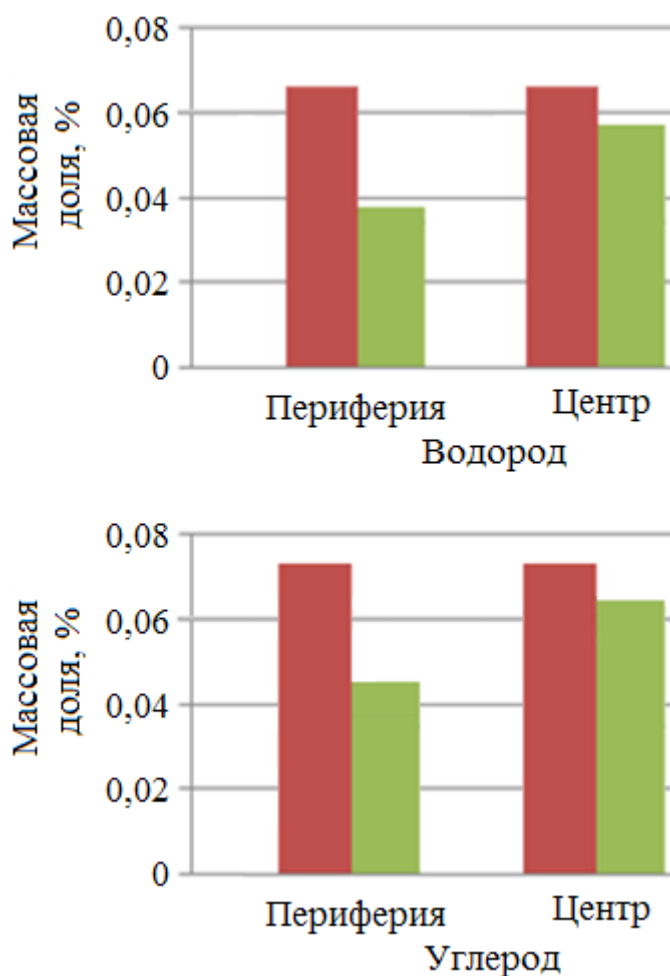 0,08
0,06
0,04
0,02
0
Массовая
доля, %
Периферия
Центр
Водород
0,08
0,06
0,04
0,02
0
Массовая
доля, %
Периферия
Центр
Углерод